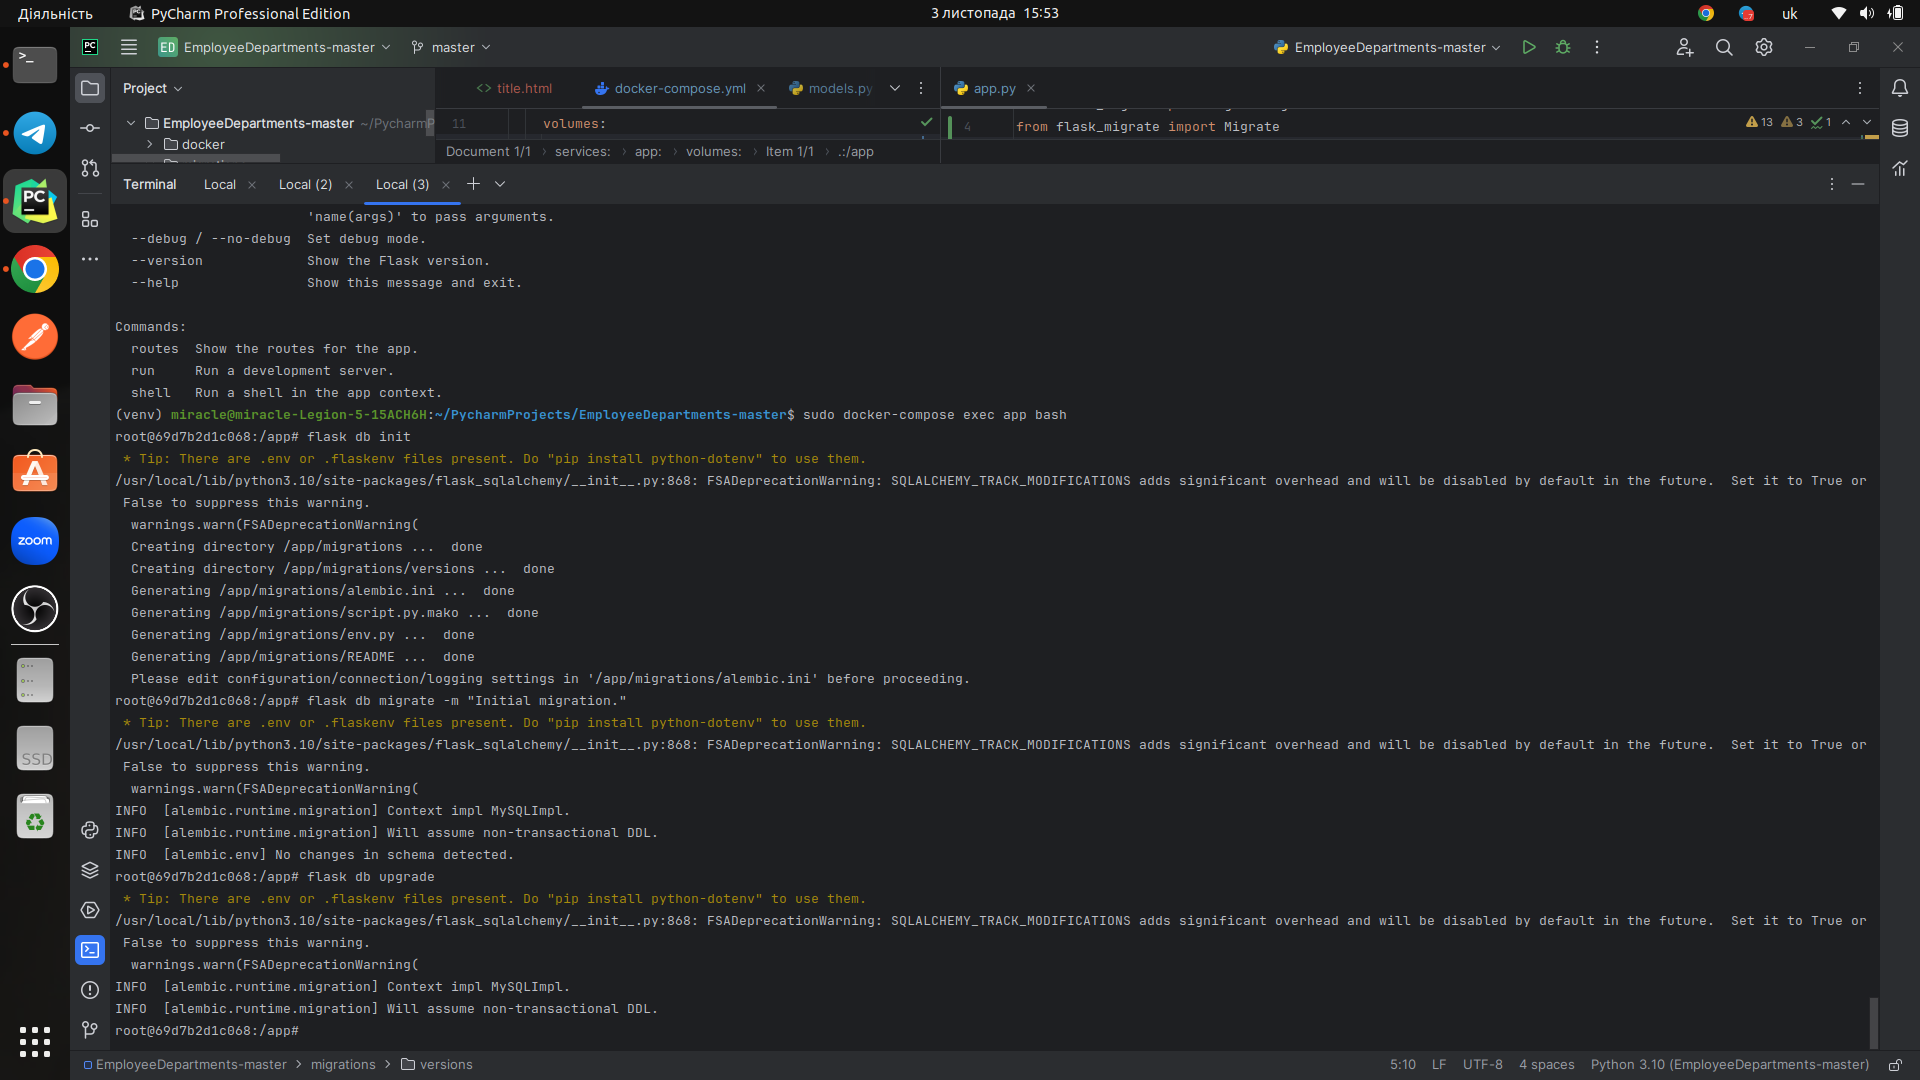 Діяльність PyCharm Professional Edition 3 листопада 15:53 uk
PC ED EmployeeDepartments-master master EmployeeDepartments-master
Project <> title.html docker-compose.yml models.py app.py
EmployeeDepartments-master ~/PycharmP 11 volumes: 4 from flask_migrate import Migrate 13 3 1
docker
Document 1/1 › services: › app: › volumes: › Item 1/1 › .:/app
Terminal Local Local (2) Local (3)
'name(args)' to pass arguments.
--debug / --no-debug Set debug mode.
--version Show the Flask version.
--help Show this message and exit.
Commands:
routes Show the routes for the app.
run Run a development server.
shell Run a shell in the app context.
(venv) miracle@miracle-Legion-5-15ACH6H:~/PycharmProjects/EmployeeDepartments-master$ sudo docker-compose exec app bash
root@69d7b2d1c068:/app# flask db init
* Tip: There are .env or .flaskenv files present. Do "pip install python-dotenv" to use them.
/usr/local/lib/python3.10/site-packages/flask_sqlalchemy/__init__.py:868: FSADeprecationWarning: SQLALCHEMY_TRACK_MODIFICATIONS adds significant overhead and will be disabled by default in the future.  Set it to True or
False to suppress this warning.
warnings.warn(FSADeprecationWarning(
Creating directory /app/migrations ...  done
Creating directory /app/migrations/versions ...  done
Generating /app/migrations/alembic.ini ...  done
Generating /app/migrations/script.py.mako ...  done
Generating /app/migrations/env.py ...  done
Generating /app/migrations/README ...  done
Please edit configuration/connection/logging settings in '/app/migrations/alembic.ini' before proceeding.
root@69d7b2d1c068:/app# flask db migrate -m "Initial migration."
* Tip: There are .env or .flaskenv files present. Do "pip install python-dotenv" to use them.
/usr/local/lib/python3.10/site-packages/flask_sqlalchemy/__init__.py:868: FSADeprecationWarning: SQLALCHEMY_TRACK_MODIFICATIONS adds significant overhead and will be disabled by default in the future.  Set it to True or
False to suppress this warning.
warnings.warn(FSADeprecationWarning(
INFO  [alembic.runtime.migration] Context impl MySQLImpl.
INFO  [alembic.runtime.migration] Will assume non-transactional DDL.
INFO  [alembic.env] No changes in schema detected.
root@69d7b2d1c068:/app# flask db upgrade
* Tip: There are .env or .flaskenv files present. Do "pip install python-dotenv" to use them.
/usr/local/lib/python3.10/site-packages/flask_sqlalchemy/__init__.py:868: FSADeprecationWarning: SQLALCHEMY_TRACK_MODIFICATIONS adds significant overhead and will be disabled by default in the future.  Set it to True or
False to suppress this warning.
warnings.warn(FSADeprecationWarning(
INFO  [alembic.runtime.migration] Context impl MySQLImpl.
INFO  [alembic.runtime.migration] Will assume non-transactional DDL.
root@69d7b2d1c068:/app#
EmployeeDepartments-master › migrations › versions 5:10 LF UTF-8 4 spaces Python 3.10 (EmployeeDepartments-master)
PC
zoom
SSD